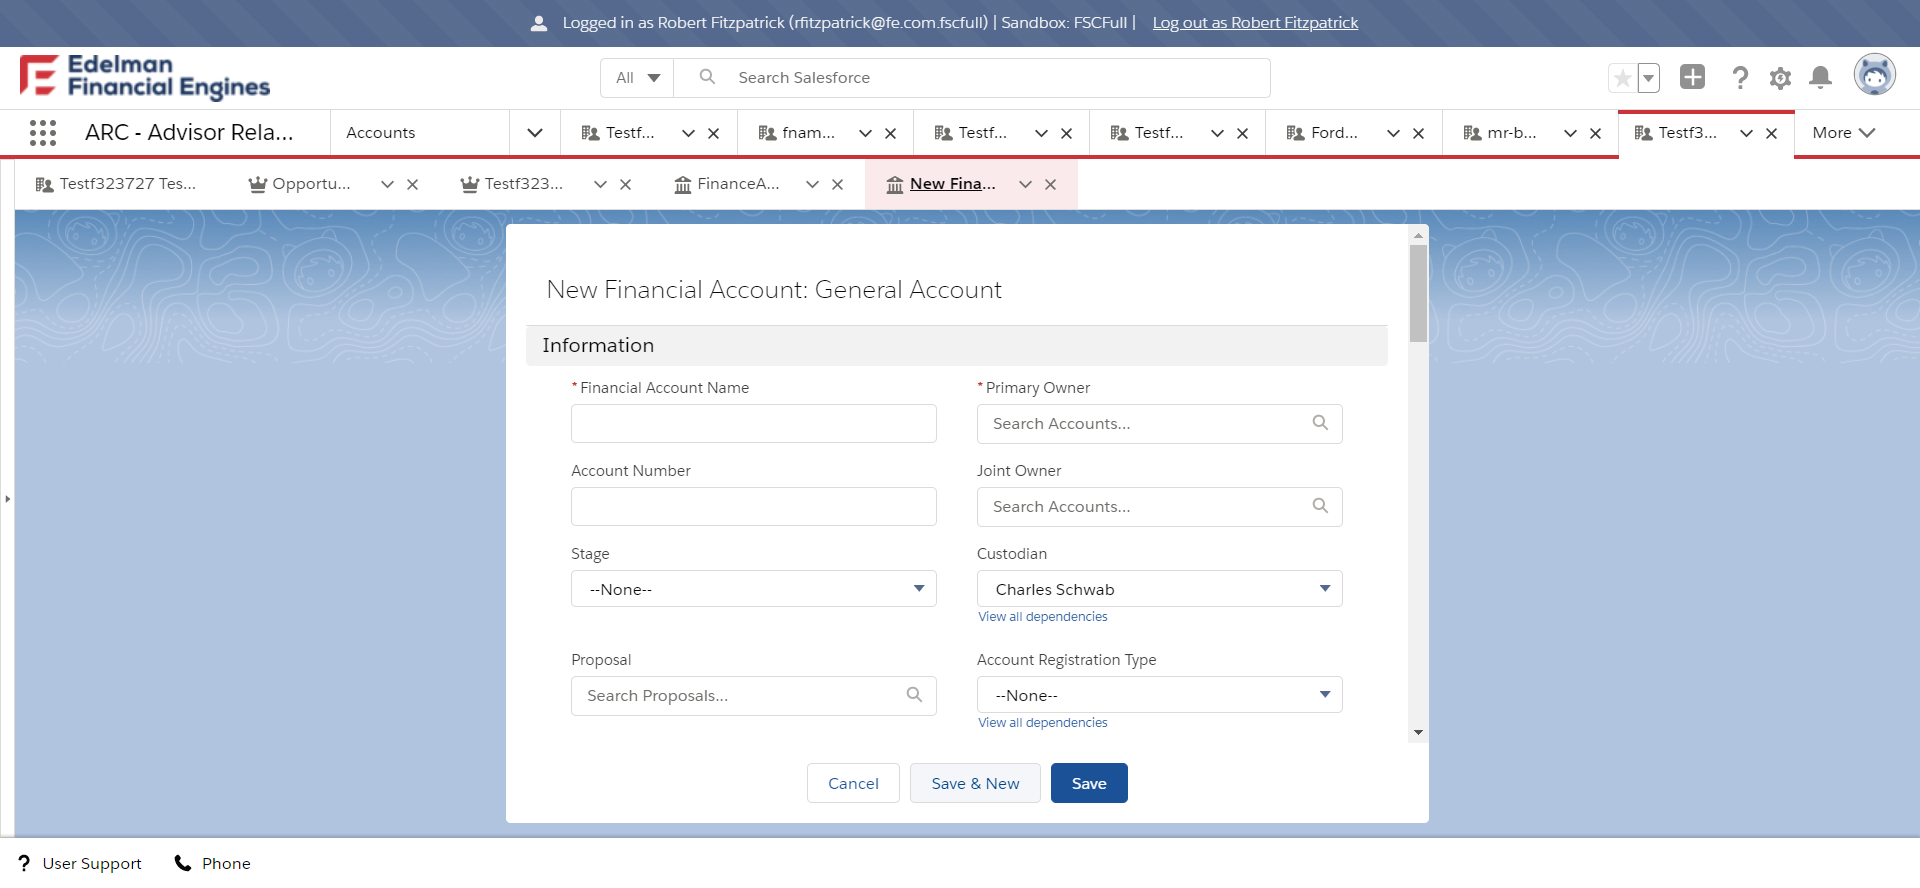 Logged in as Robert Fitzpatrick (rfitzpatrick@fe.com.fscfull) | Sandbox: FSCFull | Log out as Robert Fitzpatrick
Edelman
Financial Engines
All
Search Salesforce
ARC - Advisor Rela...
Accounts
Testf...
fnam...
Testf...
Testf...
Ford...
mr-b...
Testf3...
More
Testf323727 Tes...
Opportu...
Testf323...
FinanceA...
New Fina...
New Financial Account: General Account
Information
*Financial Account Name
*Primary Owner
Search Accounts...
Account Number
Joint Owner
Search Accounts...
Stage
Custodian
--None--
Charles Schwab
View all dependencies
Proposal
Account Registration Type
Search Proposals...
--None--
View all dependencies
Cancel
Save & New
Save
? User Support
Phone